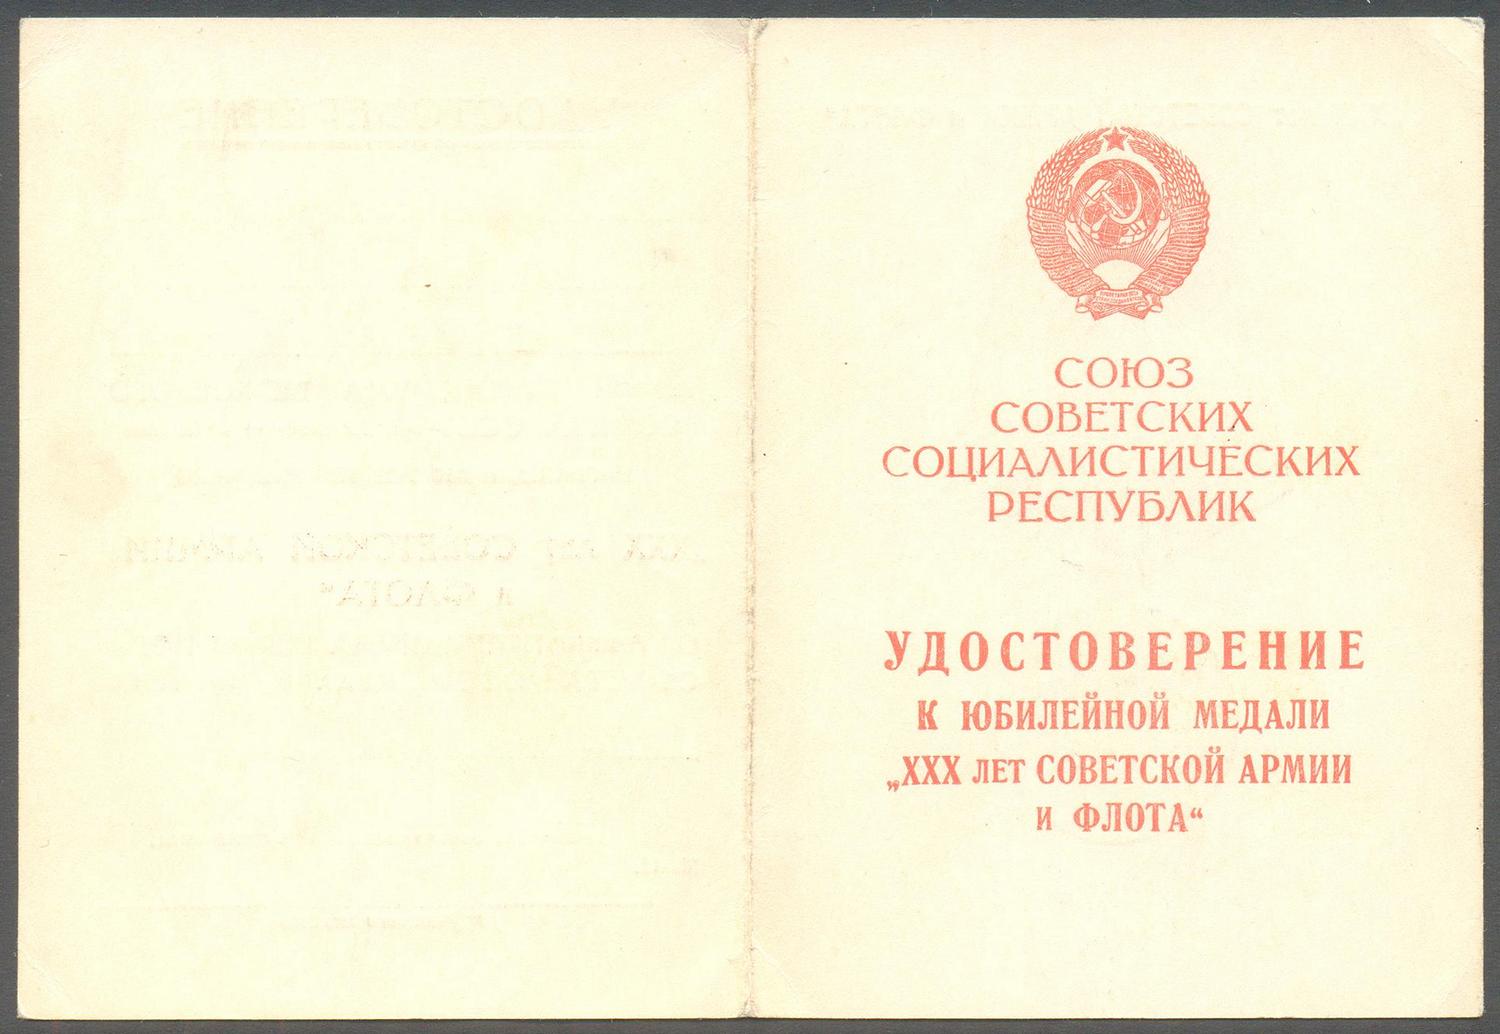 СОЮЗ
СОВЕТСКИХ
СОЦИАЛИСТИЧЕСКИХ
РЕСПУБЛИК
УДОСТОВЕРЕНИЕ
К ЮБИЛЕЙНОЙ МЕДАЛИ
„XXX лет СОВЕТСКОЙ АРМИИ
и ФЛОТА“